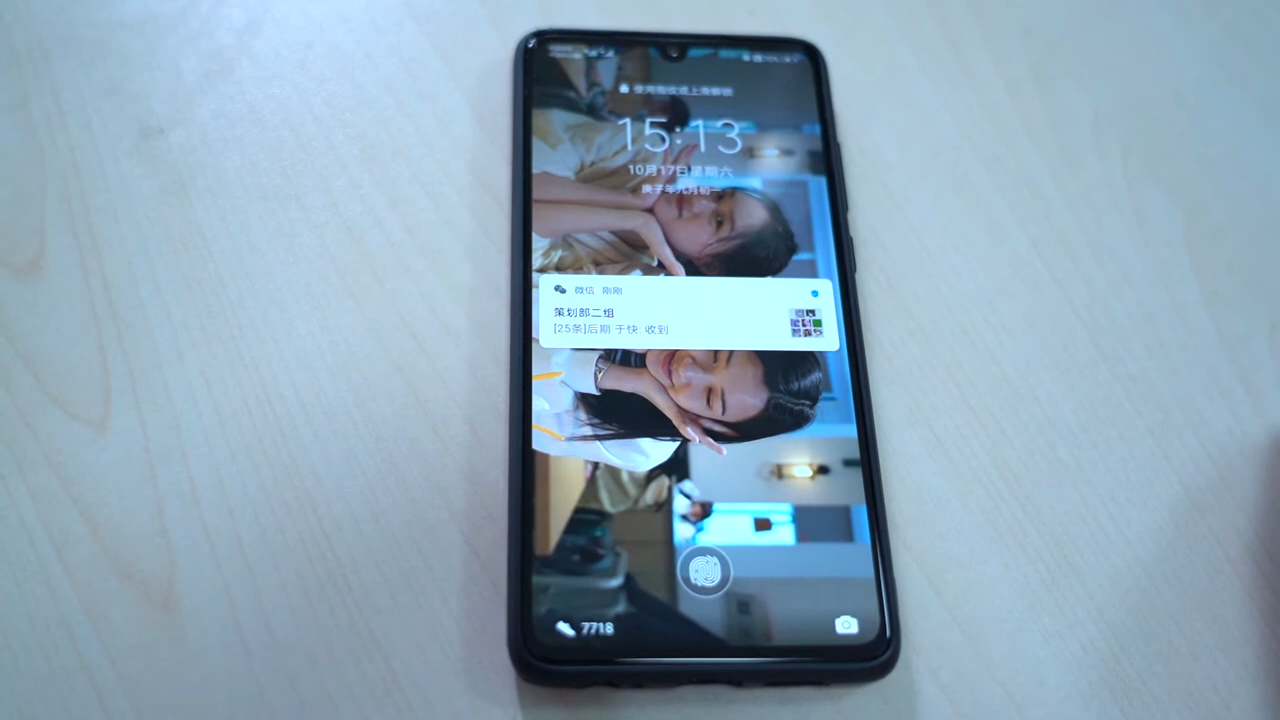 使用指纹或上滑解锁
15:13
10月17日星期六
庚子年九月初一
微信 刚刚
策划部二组
[25条]后期 于快: 收到
7718